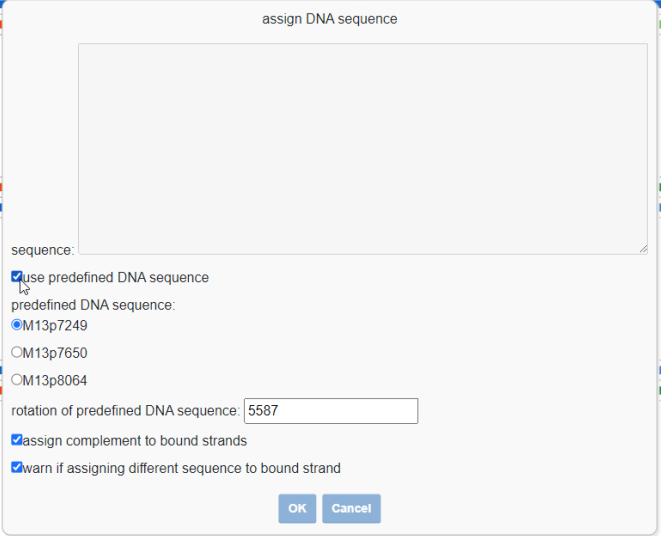 assign DNA sequence
sequence:
use predefined DNA sequence
predefined DNA sequence:
M13p7249
M13p7650
M13p8064
rotation of predefined DNA sequence: 5587
assign complement to bound strands
warn if assigning different sequence to bound strand
OK Cancel